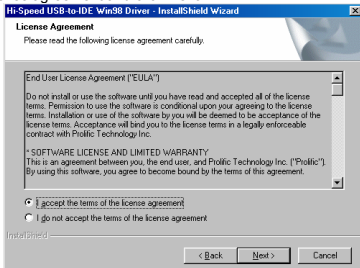 Hi-Speed USB-to-IDE Win98 Driver - InstallShield Wizard
License Agreement
Please read the following license agreement carefully.
End User License Agreement ("EULA")
Do not install or use the software until you have read and accepted all of the license
terms. Permission to use the software is conditional upon your agreeing to the license
terms. Installation or use of the software by you will be deemed to be acceptance of the
license terms. Acceptance will bind you to the license terms in a legally enforceable
contract with Prolific Technology Inc.
* SOFTWARE LICENSE AND LIMITED WARRANTY
This is an agreement between you, the end user, and Prolific Technology Inc. ("Prolific").
By using this software, you agree to become bound by the terms of this agreement.
I accept the terms of the license agreement
I do not accept the terms of the license agreement
InstallShield
< Back
Next >
Cancel